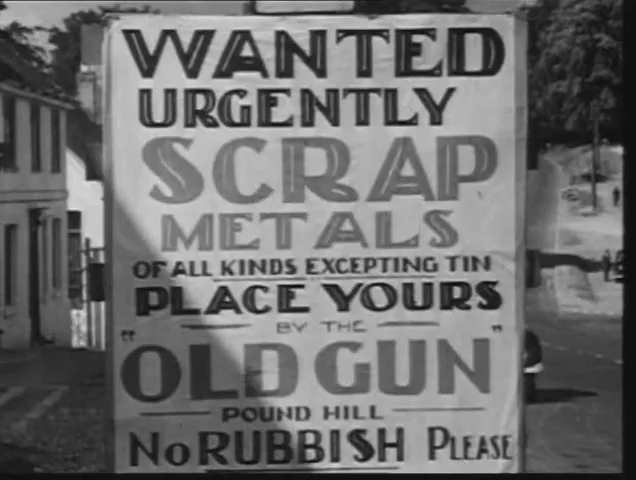 WANTED
URGENTLY
SCRAP
METALS
OF ALL KINDS EXCEPTING TIN
PLACE YOURS
BY THE
"OLD GUN"
POUND HILL
NO RUBBISH PLEASE